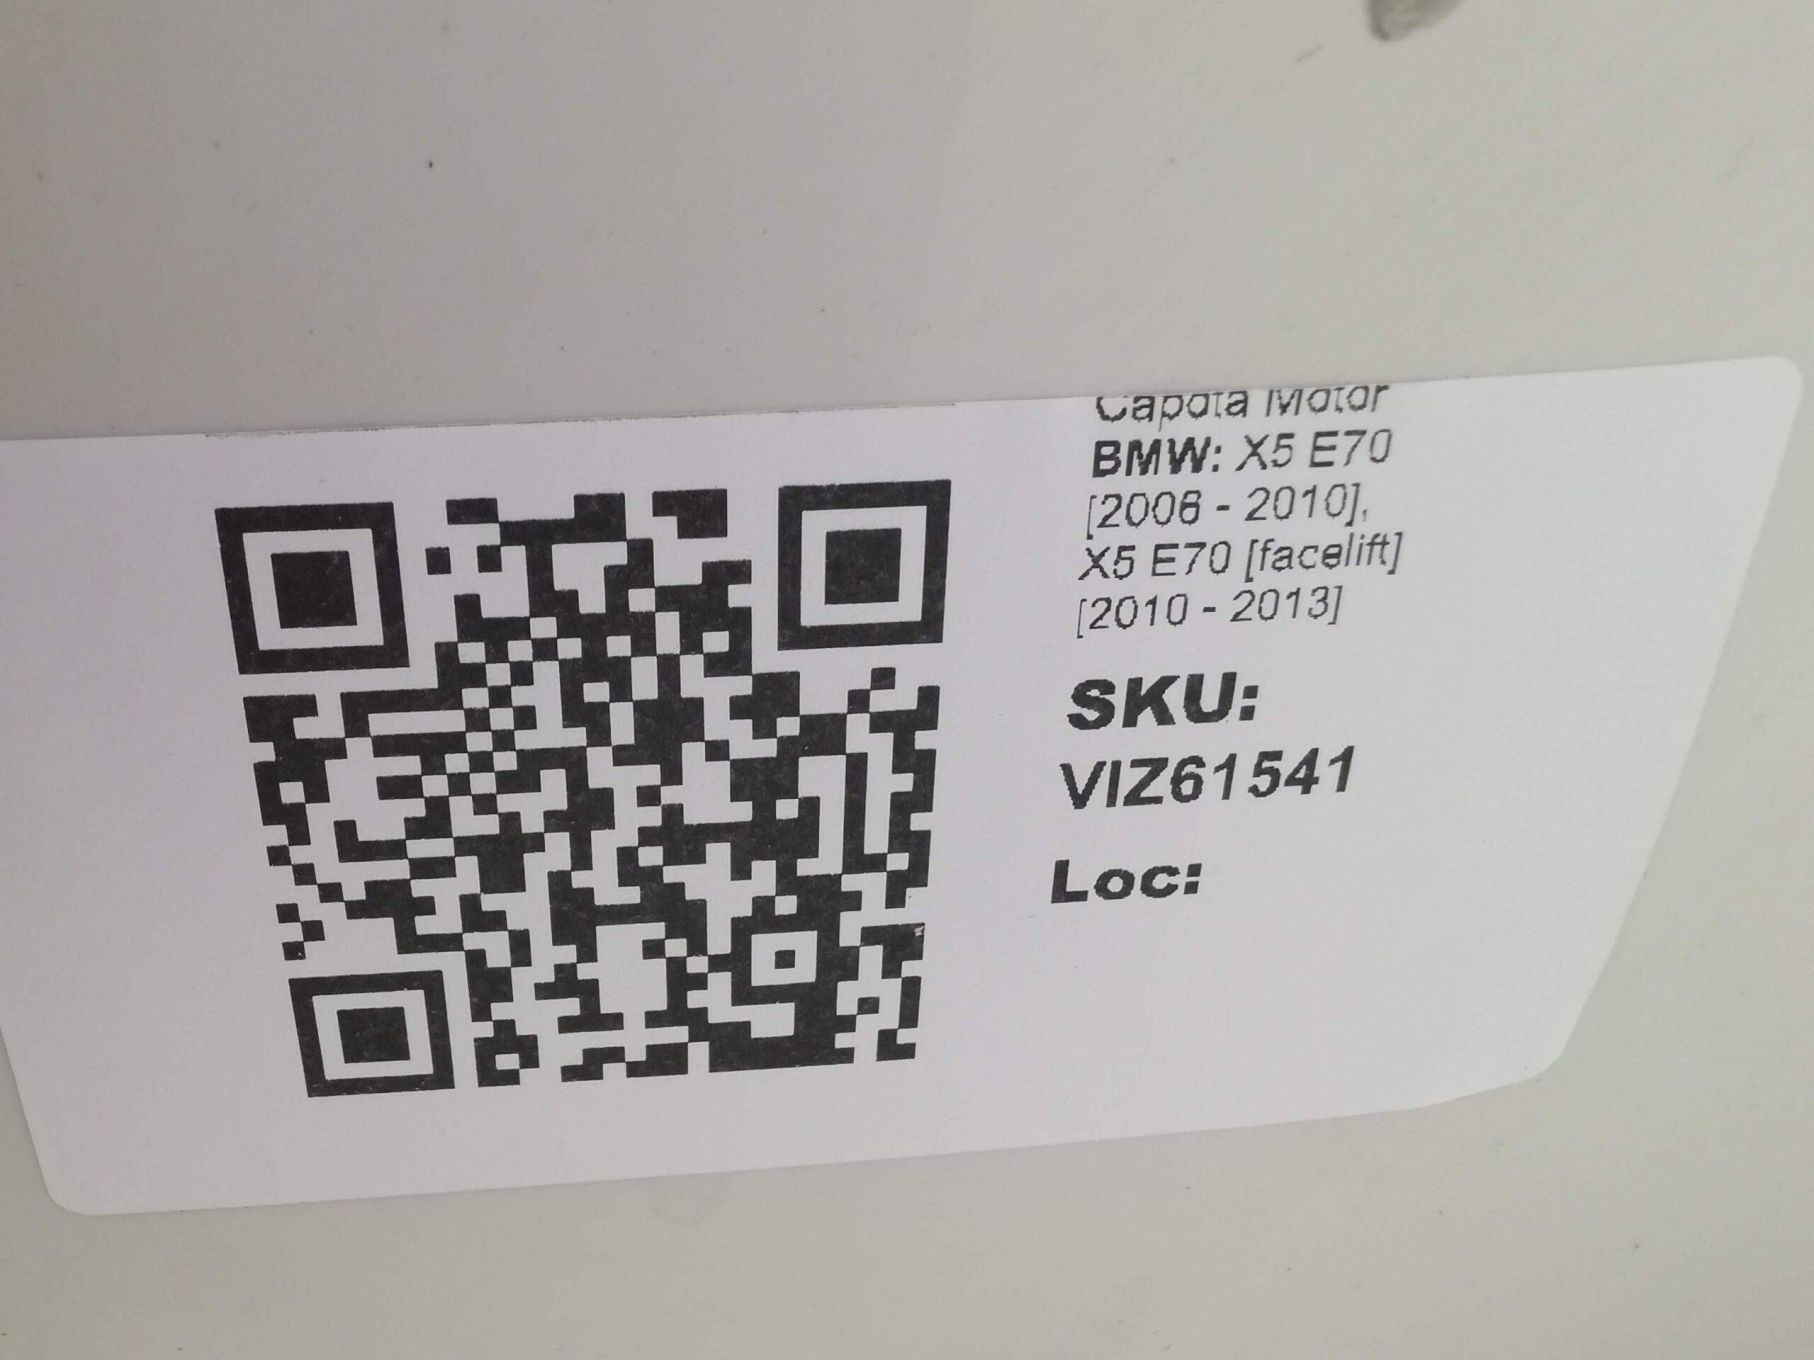 Capota Motor
BMW: X5 E70
[2006 - 2010],
X5 E70 [facelift]
[2010 - 2013]
SKU:
VIZ61541
Loc: